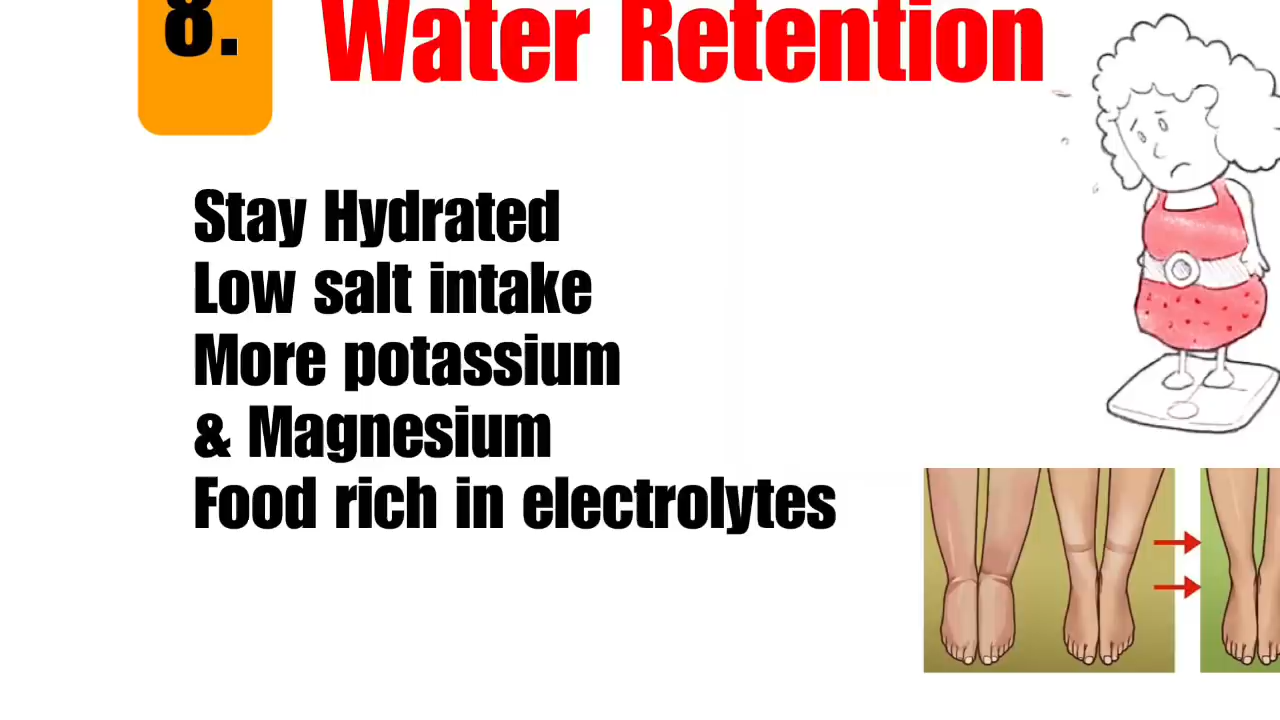 8.
Water Retention
Stay Hydrated
Low salt intake
More potassium
& Magnesium
Food rich in electrolytes